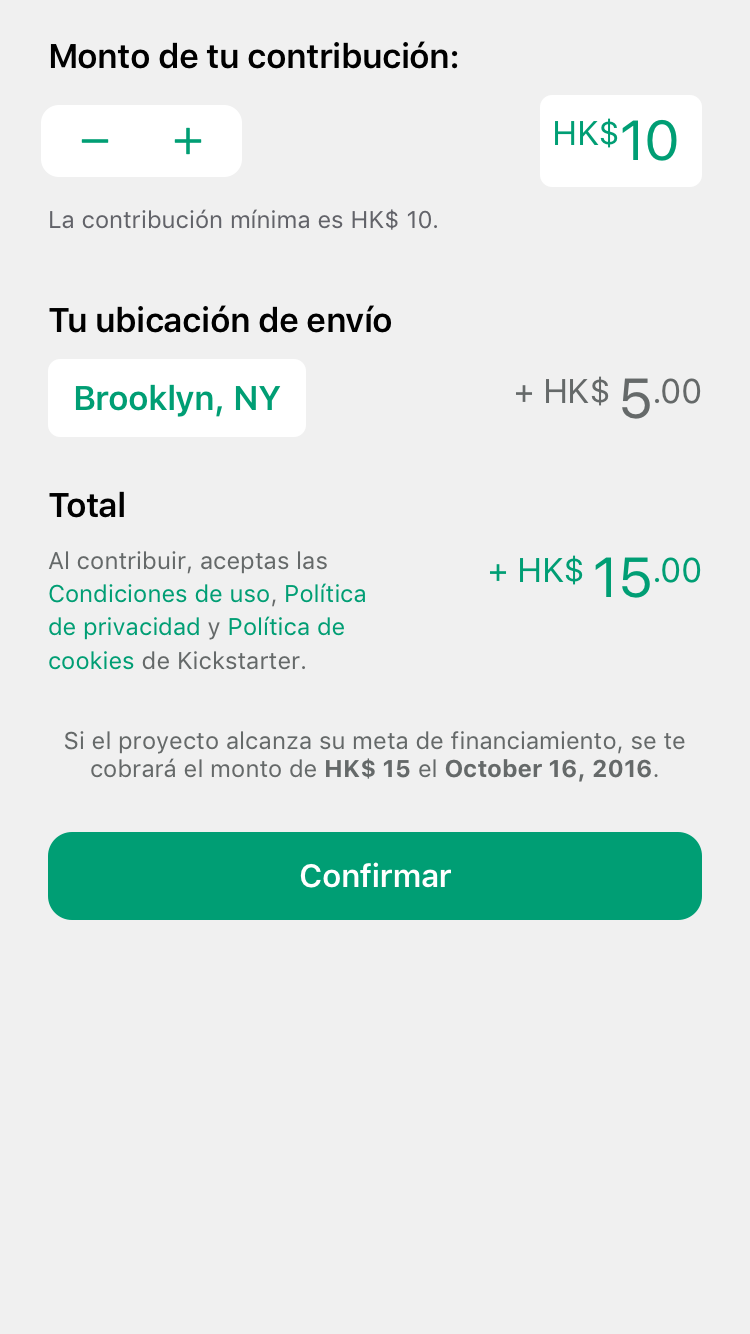 Monto de tu contribución:
− + HK$10
La contribución mínima es HK$ 10.
Tu ubicación de envío
Brooklyn, NY + HK$ 5.00
Total
Al contribuir, aceptas las
+ HK$ 15.00
Condiciones de uso, Política
de privacidad y Política de
cookies de Kickstarter.
Si el proyecto alcanza su meta de financiamiento, se te
cobrará el monto de HK$ 15 el October 16, 2016.
Confirmar